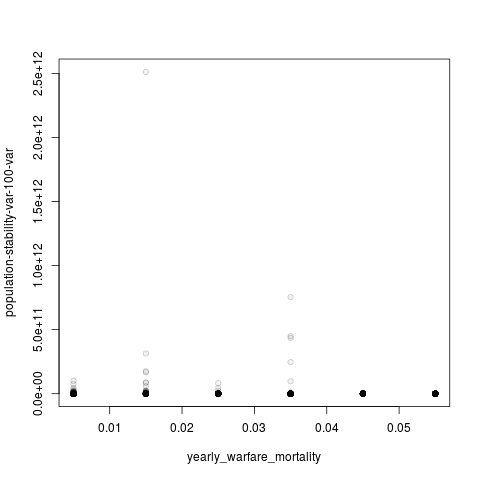 population-stability-var-100-var
2.5e+12
2.0e+12
1.5e+12
1.0e+12
5.0e+11
0.0e+00
0.01 0.02 0.03 0.04 0.05
yearly_warfare_mortality